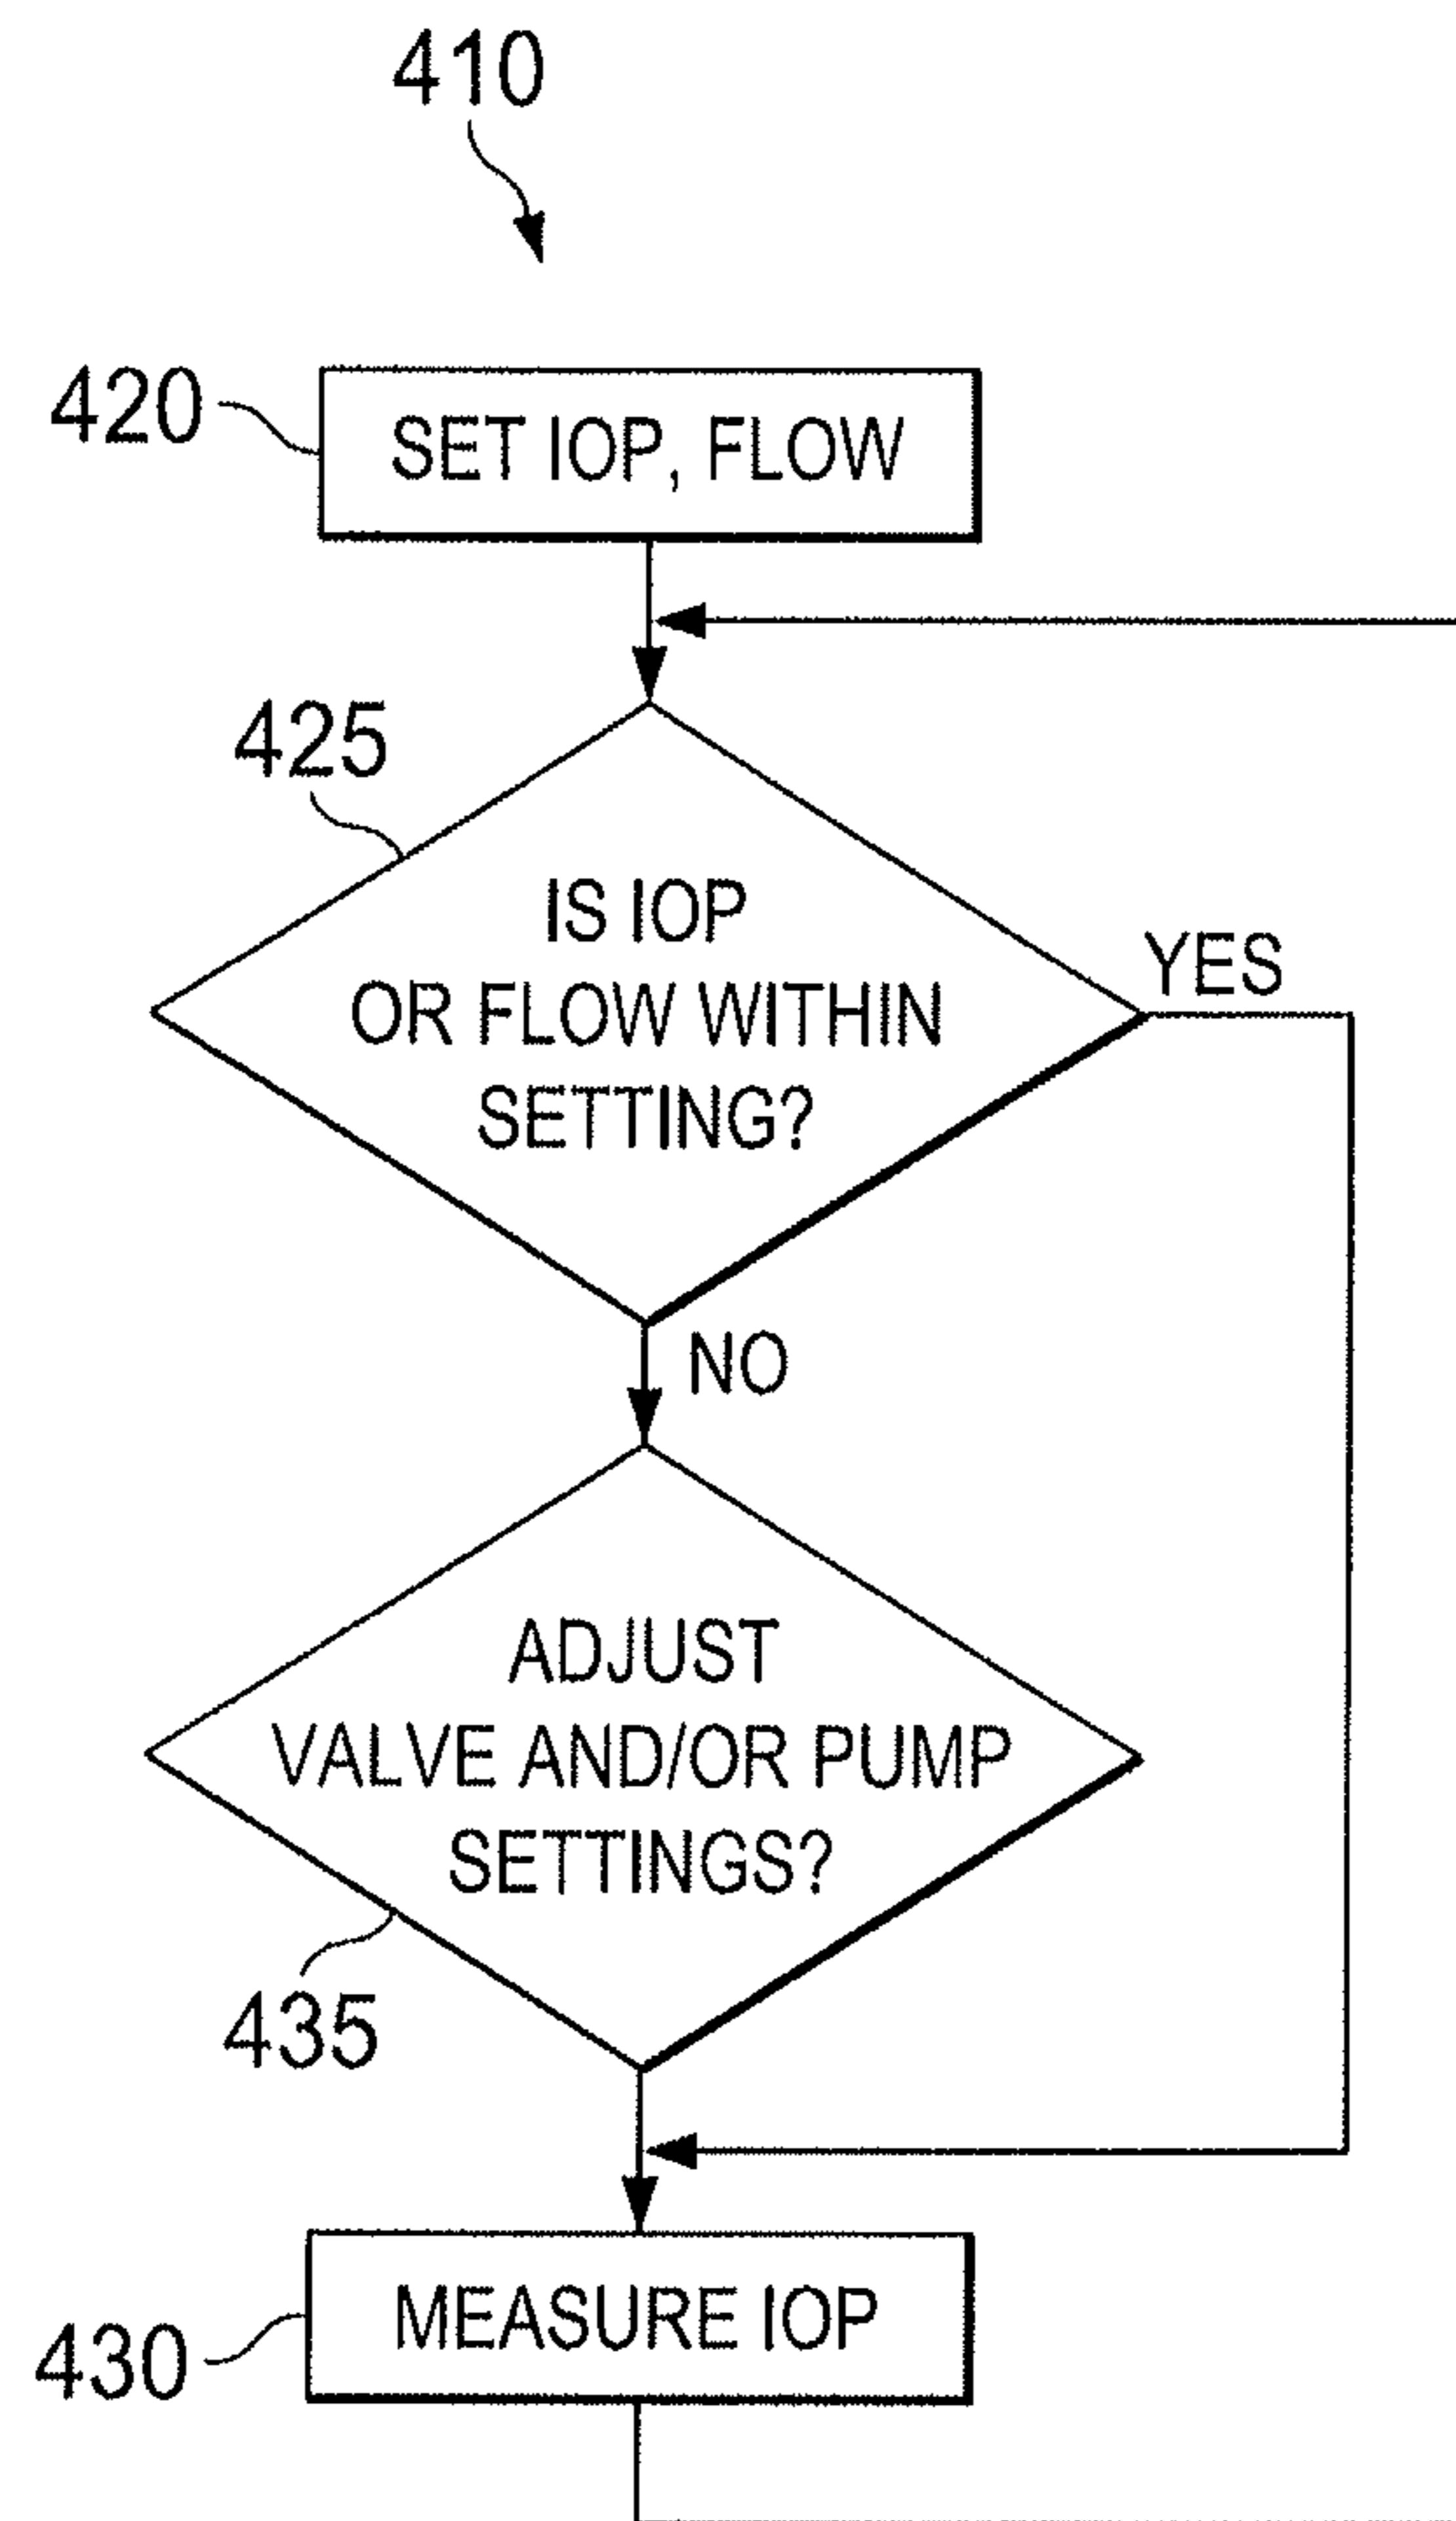 410
420
SET IOP, FLOW
425
IS IOP
OR FLOW WITHIN
SETTING?
YES
NO
ADJUST
VALVE AND/OR PUMP
SETTINGS?
435
MEASURE IOP
430